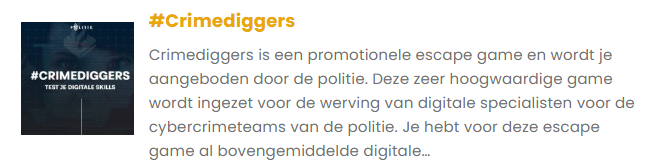 #Crimediggers
POLITIE
#CRIMEDIGGERS
TEST JE DIGITALE SKILLS
Crimediggers is een promotionele escape game en wordt je
aangeboden door de politie. Deze zeer hoogwaardige game
wordt ingezet voor de werving van digitale specialisten voor de
cybercrimeteams van de politie. Je hebt voor deze escape
game al bovengemiddelde digitale...